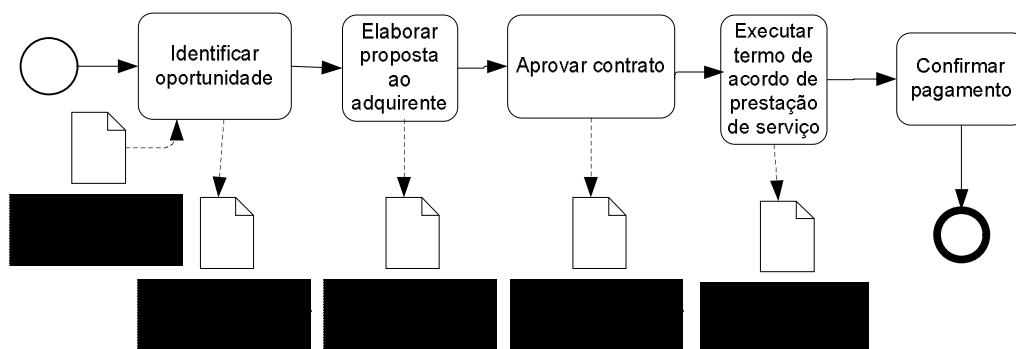 Identificar
oportunidade
Elaborar
proposta
ao
adquirente
Aprovar contrato
Executar
termo de
acordo de
prestação
de serviço
Confirmar
pagamento